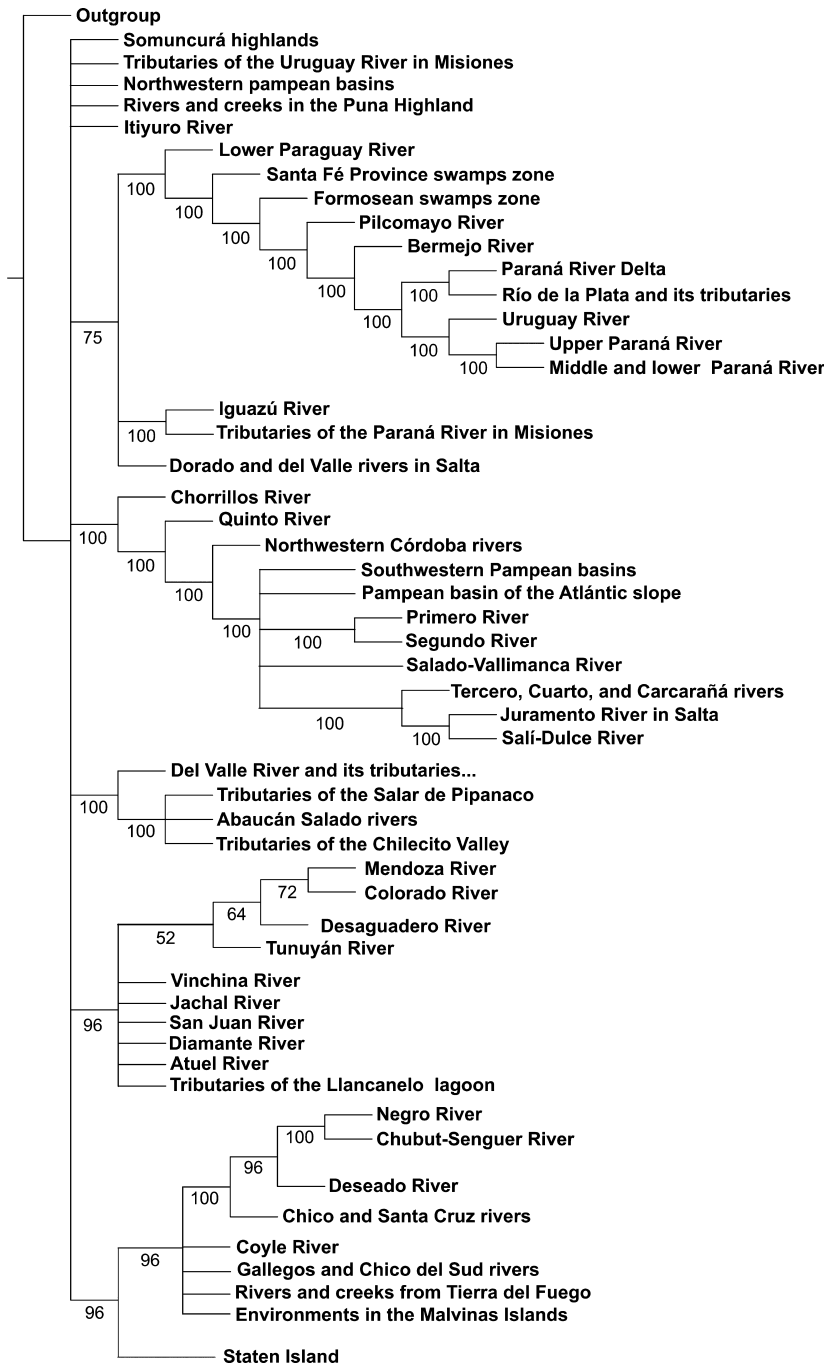 Outgroup
Somuncurá highlands
Tributaries of the Uruguay River in Misiones
Northwestern pampean basins
Rivers and creeks in the Puna Highland
Itiyuro River
Lower Paraguay River
100
Santa Fé Province swamps zone
100
Formosean swamps zone
100
Pilcomayo River
100
Bermejo River
100
Paraná River Delta
100
Río de la Plata and its tributaries
100
Uruguay River
100
Upper Paraná River
100
Middle and lower Paraná River
75
Iguazú River
100
Tributaries of the Paraná River in Misiones
Dorado and del Valle rivers in Salta
Chorrillos River
100
Quinto River
100
Northwestern Córdoba rivers
100
Southwestern Pampean basins
Pampean basin of the Atlántic slope
Primero River
100
100
Segundo River
Salado-Vallimanca River
Tercero, Cuarto, and Carcarañá rivers
100
Juramento River in Salta
100
Salí-Dulce River
Del Valle River and its tributaries...
100
Tributaries of the Salar de Pipanaco
100
Abaucán Salado rivers
Tributaries of the Chilecito Valley
Mendoza River
72
Colorado River
64
Desaguadero River
52
Tunuyán River
Vinchina River
Jachal River
96
San Juan River
Diamante River
Atuel River
Tributaries of the Llancanelo lagoon
Negro River
100
Chubut-Senguer River
96
Deseado River
100
Chico and Santa Cruz rivers
Coyle River
96
Gallegos and Chico del Sud rivers
Rivers and creeks from Tierra del Fuego
96
Environments in the Malvinas Islands
Staten Island